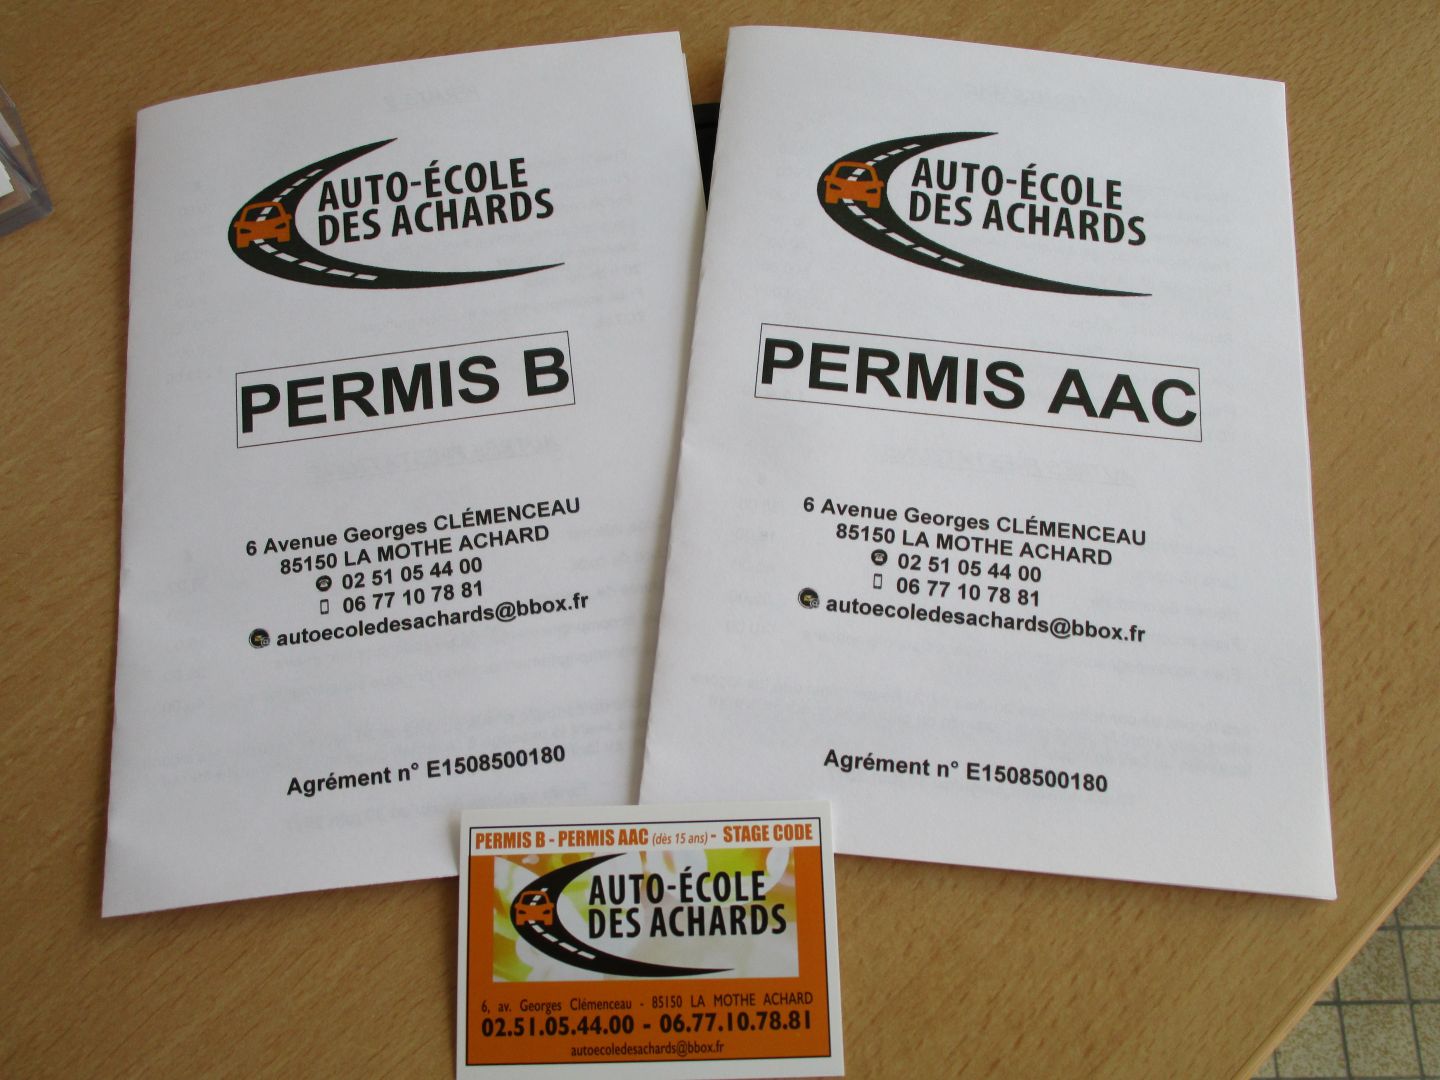 AUTO-ÉCOLE
DES ACHARDS
PERMIS B
6 Avenue Georges CLÉMENCEAU
85150 LA MOTHE ACHARD
02 51 05 44 00
06 77 10 78 81
autoecoledesachards@bbox.fr
Agrément n° E1508500180
AUTO-ÉCOLE
DES ACHARDS
PERMIS AAC
6 Avenue Georges CLÉMENCEAU
85150 LA MOTHE ACHARD
02 51 05 44 00
06 77 10 78 81
autoecoledesachards@bbox.fr
Agrément n° E1508500180
PERMIS B - PERMIS AAC (dès 15 ans) - STAGE CODE
AUTO-ÉCOLE
DES ACHARDS
6, av. Georges Clémenceau - 85150 LA MOTHE ACHARD
02.51.05.44.00 - 06.77.10.78.81
autoecoledesachards@bbox.fr